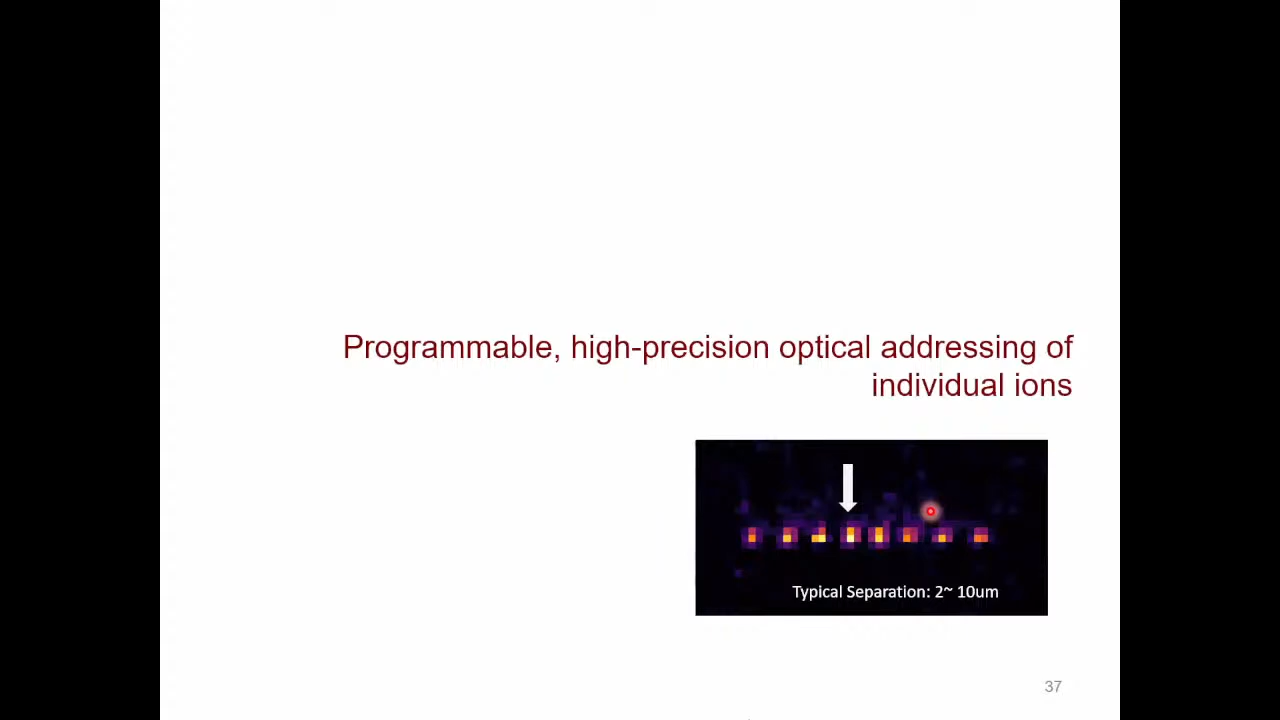 Programmable, high-precision optical addressing of
individual ions
Typical Separation: 2~ 10um
37